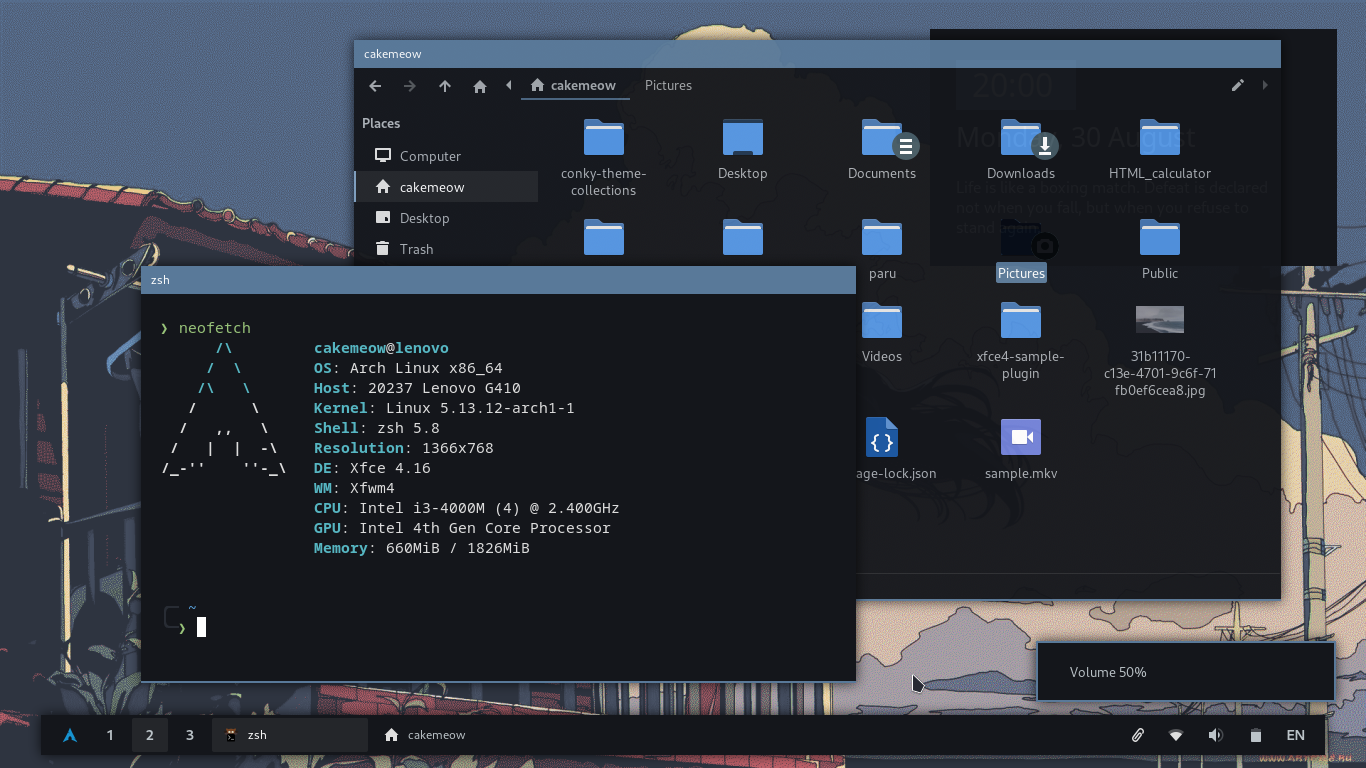 cakemeow
cakemeow
Pictures
20:00
Monday, 30 August
Life is like a boxing match. Defeat is declared
not when you fall, but when you refuse to
stand again.
Places
Computer
cakemeow
Desktop
Trash
conky-theme-
collections
Desktop
Documents
Downloads
HTML_calculator
paru
Pictures
Public
Videos
xfce4-sample-
plugin
31b11170-
c13e-4701-9c6f-71
fb0ef6cea8.jpg
age-lock.json
sample.mkv
zsh
❯ neofetch
cakemeow@lenovo
OS: Arch Linux x86_64
Host: 20237 Lenovo G410
Kernel: Linux 5.13.12-arch1-1
Shell: zsh 5.8
Resolution: 1366x768
DE: Xfce 4.16
WM: Xfwm4
CPU: Intel i3-4000M (4) @ 2.400GHz
GPU: Intel 4th Gen Core Processor
Memory: 660MiB / 1826MiB
~
❯
Volume 50%
1
2
3
zsh
cakemeow
EN